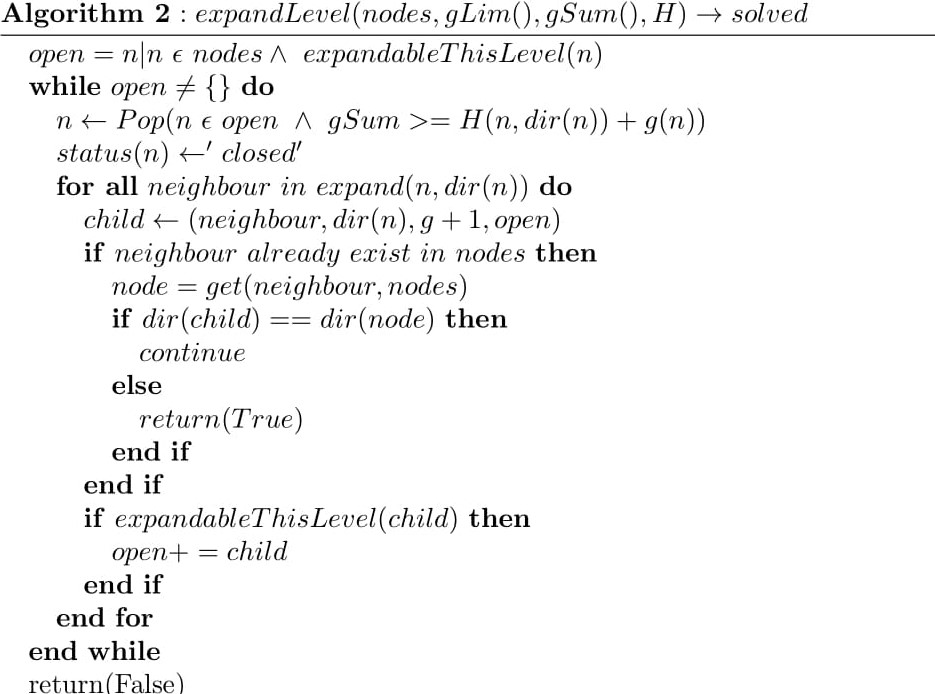 Algorithm 2 : expandLevel(nodes, gLim(), gSum(), H) → solved
open = n|n ϵ nodes ∧ expandableThisLevel(n)
while open ≠ {} do
n ← Pop(n ϵ open ∧ gSum >= H(n, dir(n)) + g(n))
status(n) ←′ closed′
for all neighbour in expand(n, dir(n)) do
child ← (neighbour, dir(n), g + 1, open)
if neighbour already exist in nodes then
node = get(neighbour, nodes)
if dir(child) == dir(node) then
continue
else
return(True)
end if
end if
if expandableThisLevel(child) then
open+ = child
end if
end for
end while
return(False)